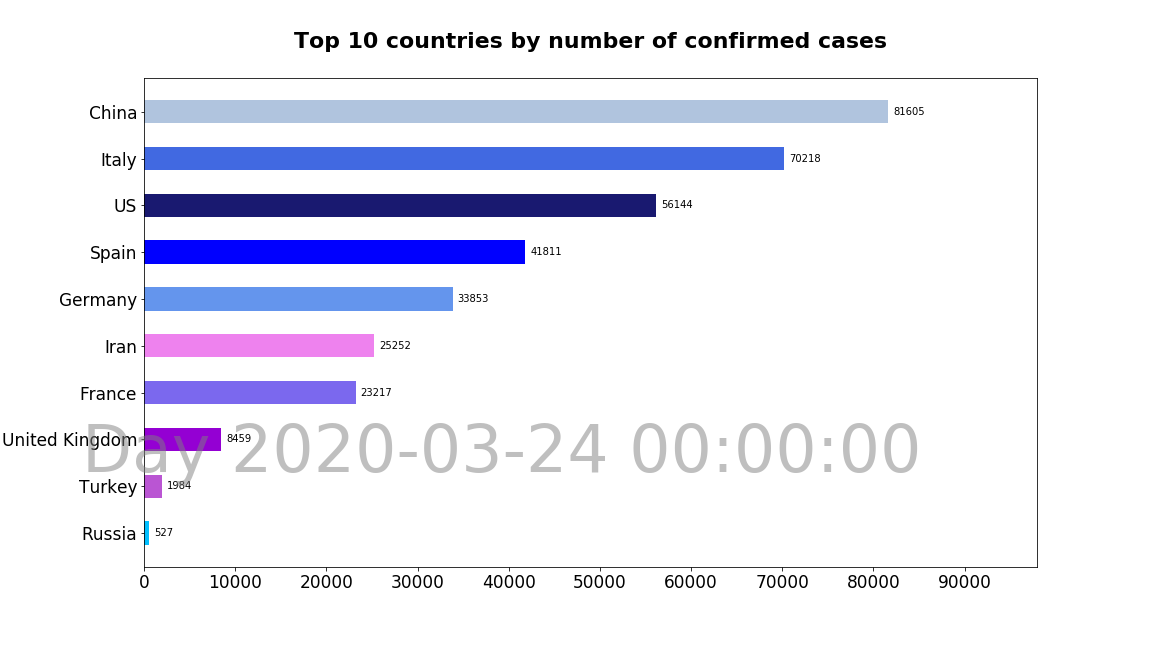 Top 10 countries by number of confirmed cases
China 81605
Italy 70218
US 56144
Spain 41811
Germany 33853
Iran 25252
France 23217
United Kingdom 8459
Day 2020-03-24 00:00:00
Turkey 1984
Russia 527
0 10000 20000 30000 40000 50000 60000 70000 80000 90000